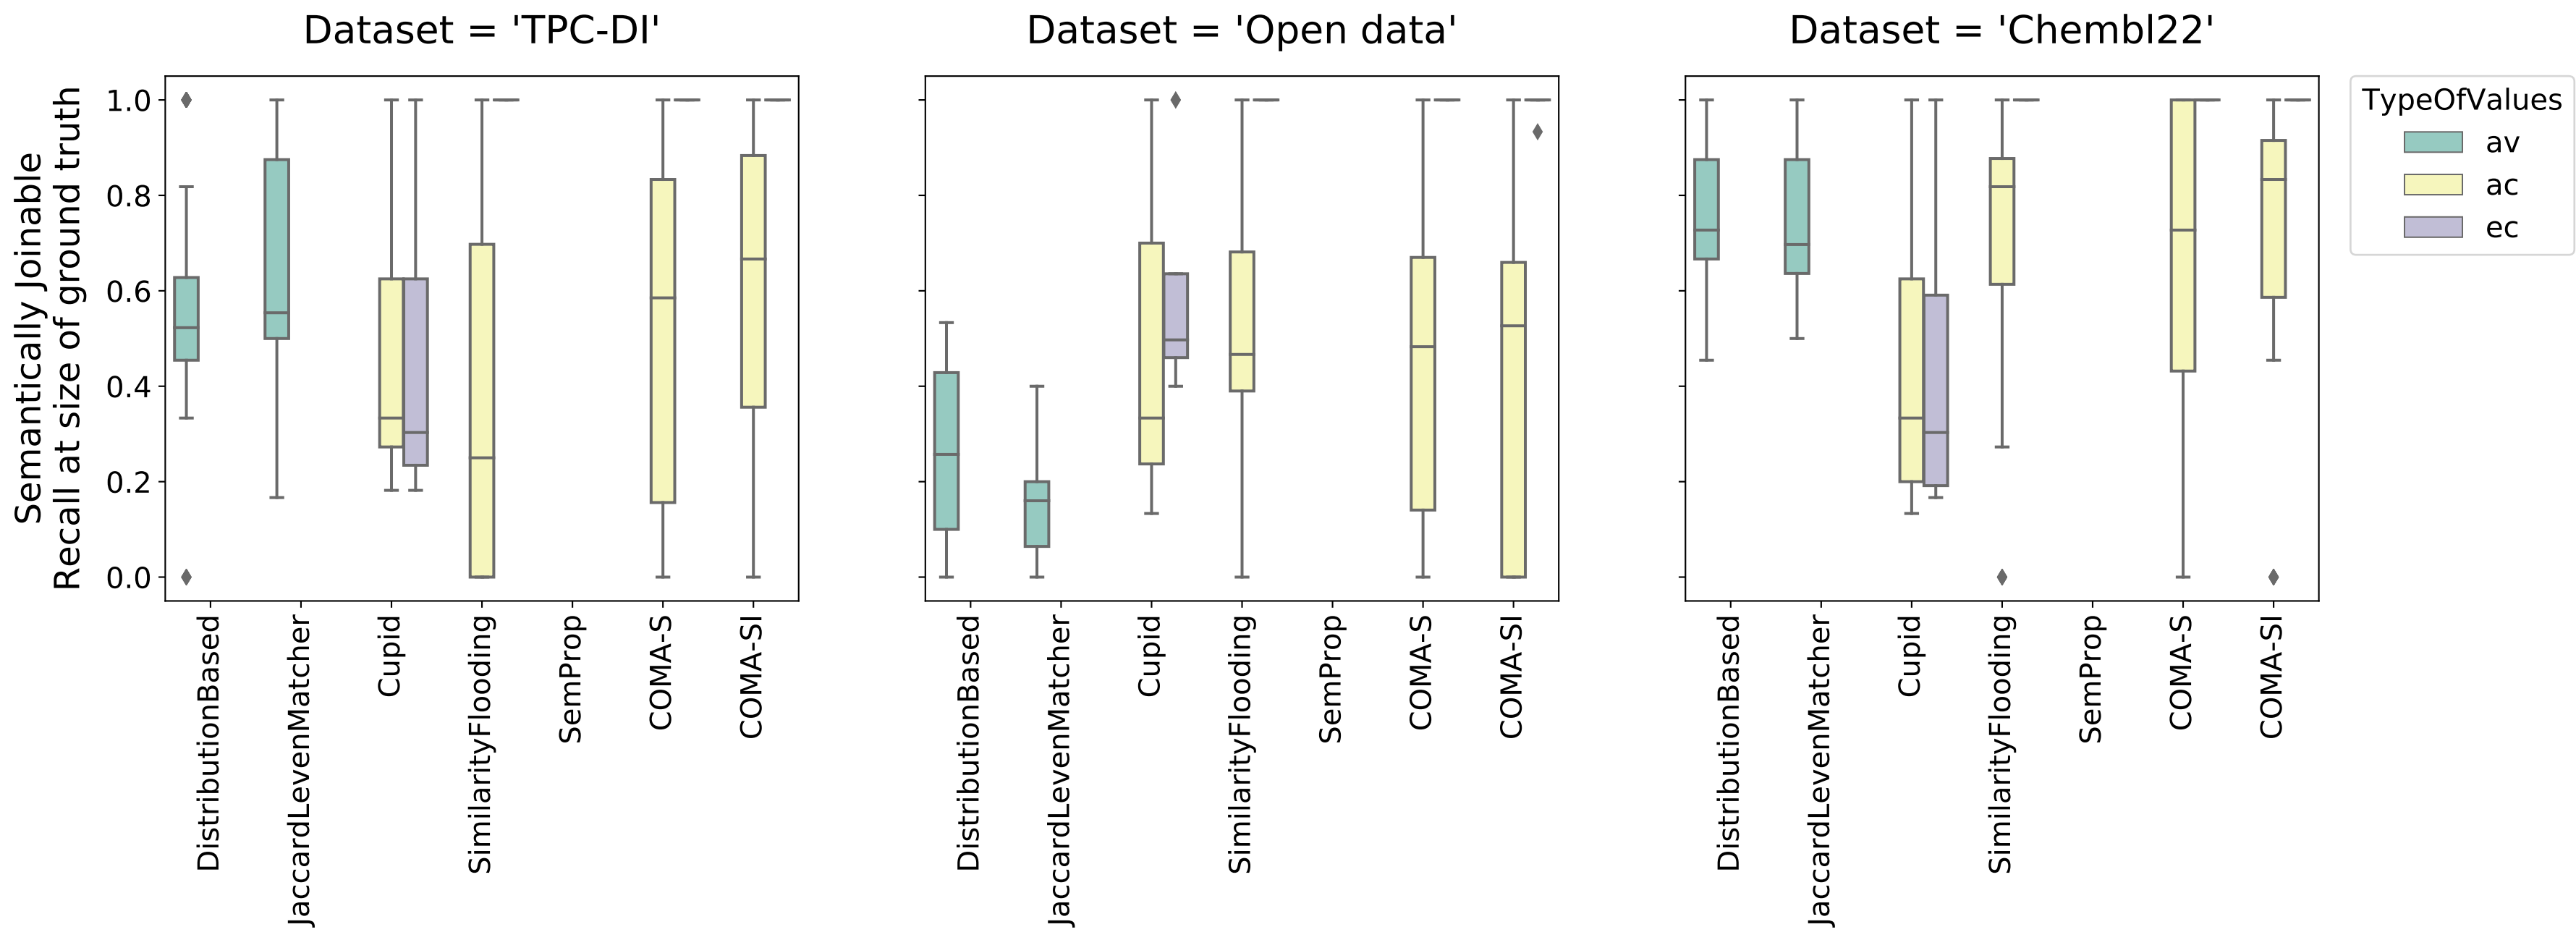 Dataset = 'TPC-DI'
Dataset = 'Open data'
Dataset = 'Chembl22'
Semantically Joinable
Recall at size of ground truth
1.0
0.8
0.6
0.4
0.2
0.0
DistributionBased
JaccardLevenMatcher
Cupid
SimilarityFlooding
SemProp
COMA-S
COMA-SI
DistributionBased
JaccardLevenMatcher
Cupid
SimilarityFlooding
SemProp
COMA-S
COMA-SI
DistributionBased
JaccardLevenMatcher
Cupid
SimilarityFlooding
SemProp
COMA-S
COMA-SI
TypeOfValues
av
ac
ec